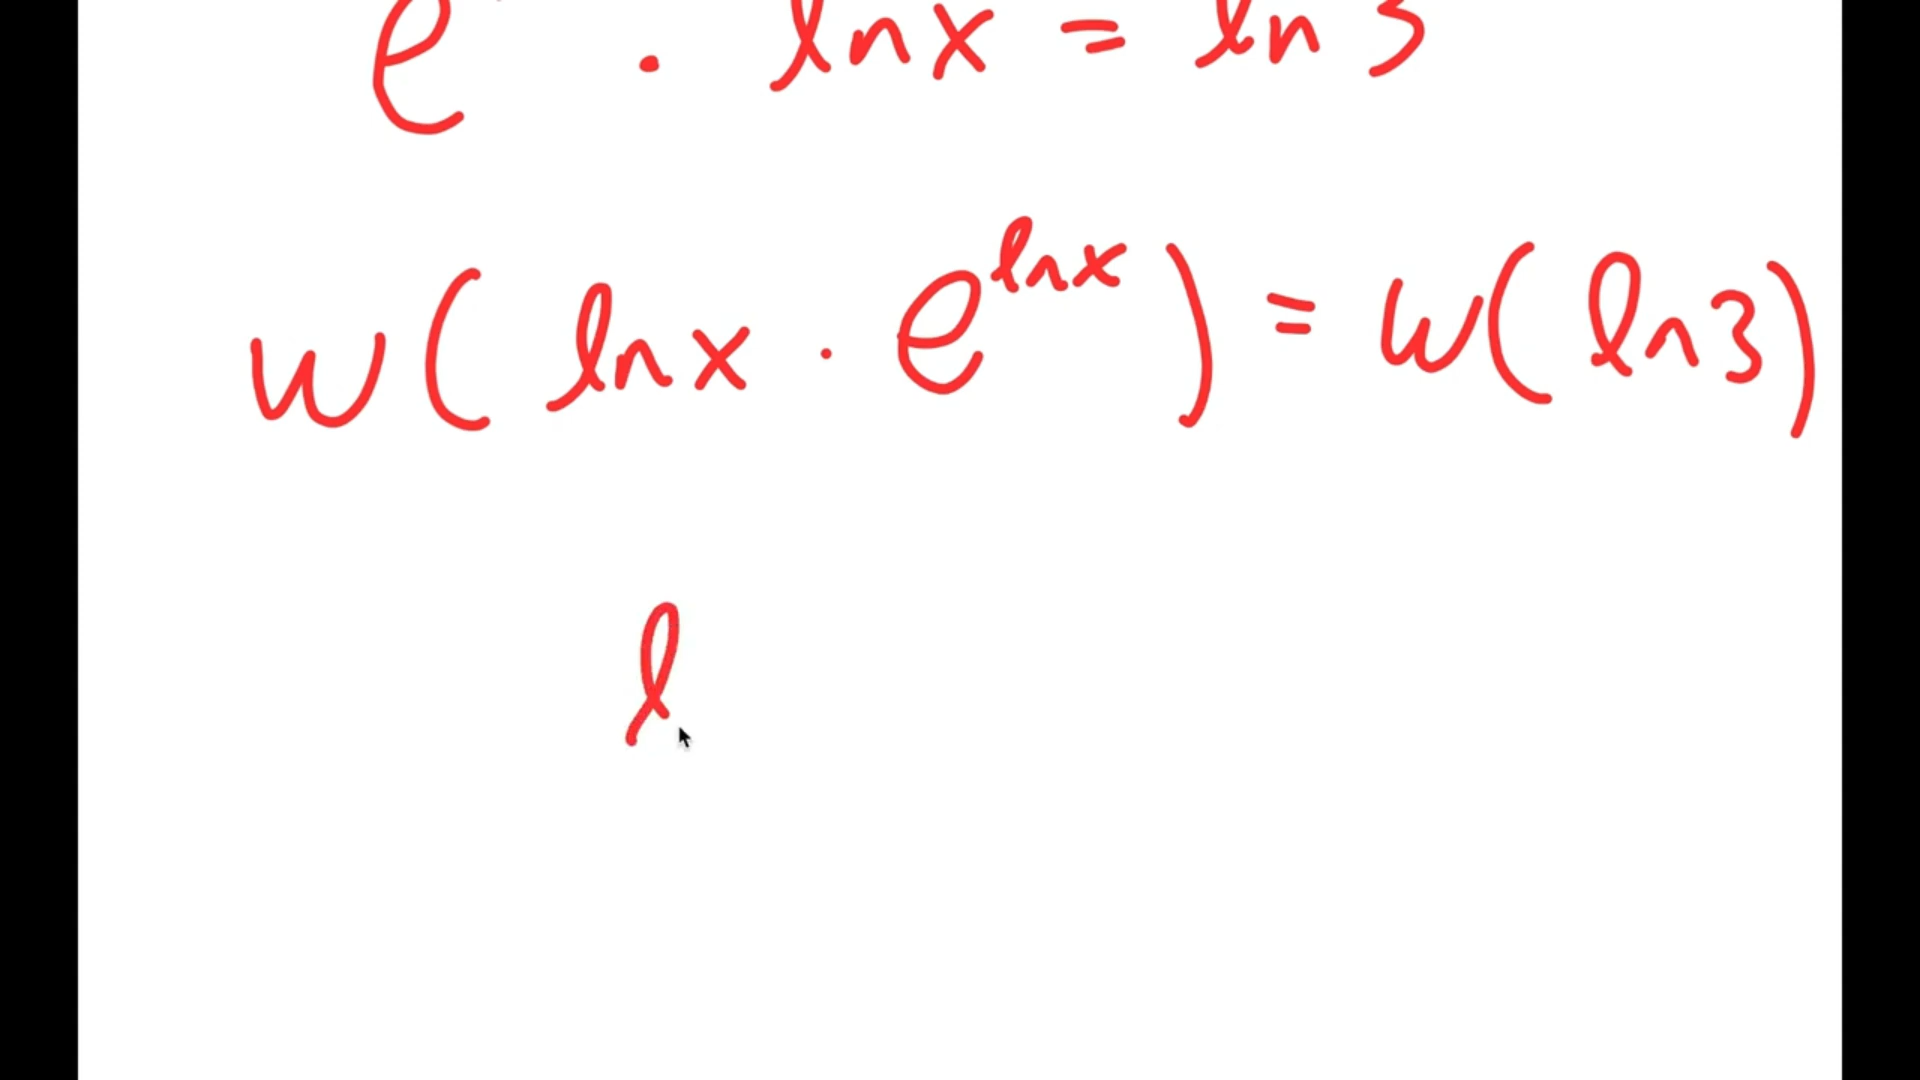 e · ln x = ln 3
w( ln x · e^{ln x} ) = w( ln 3 )
l